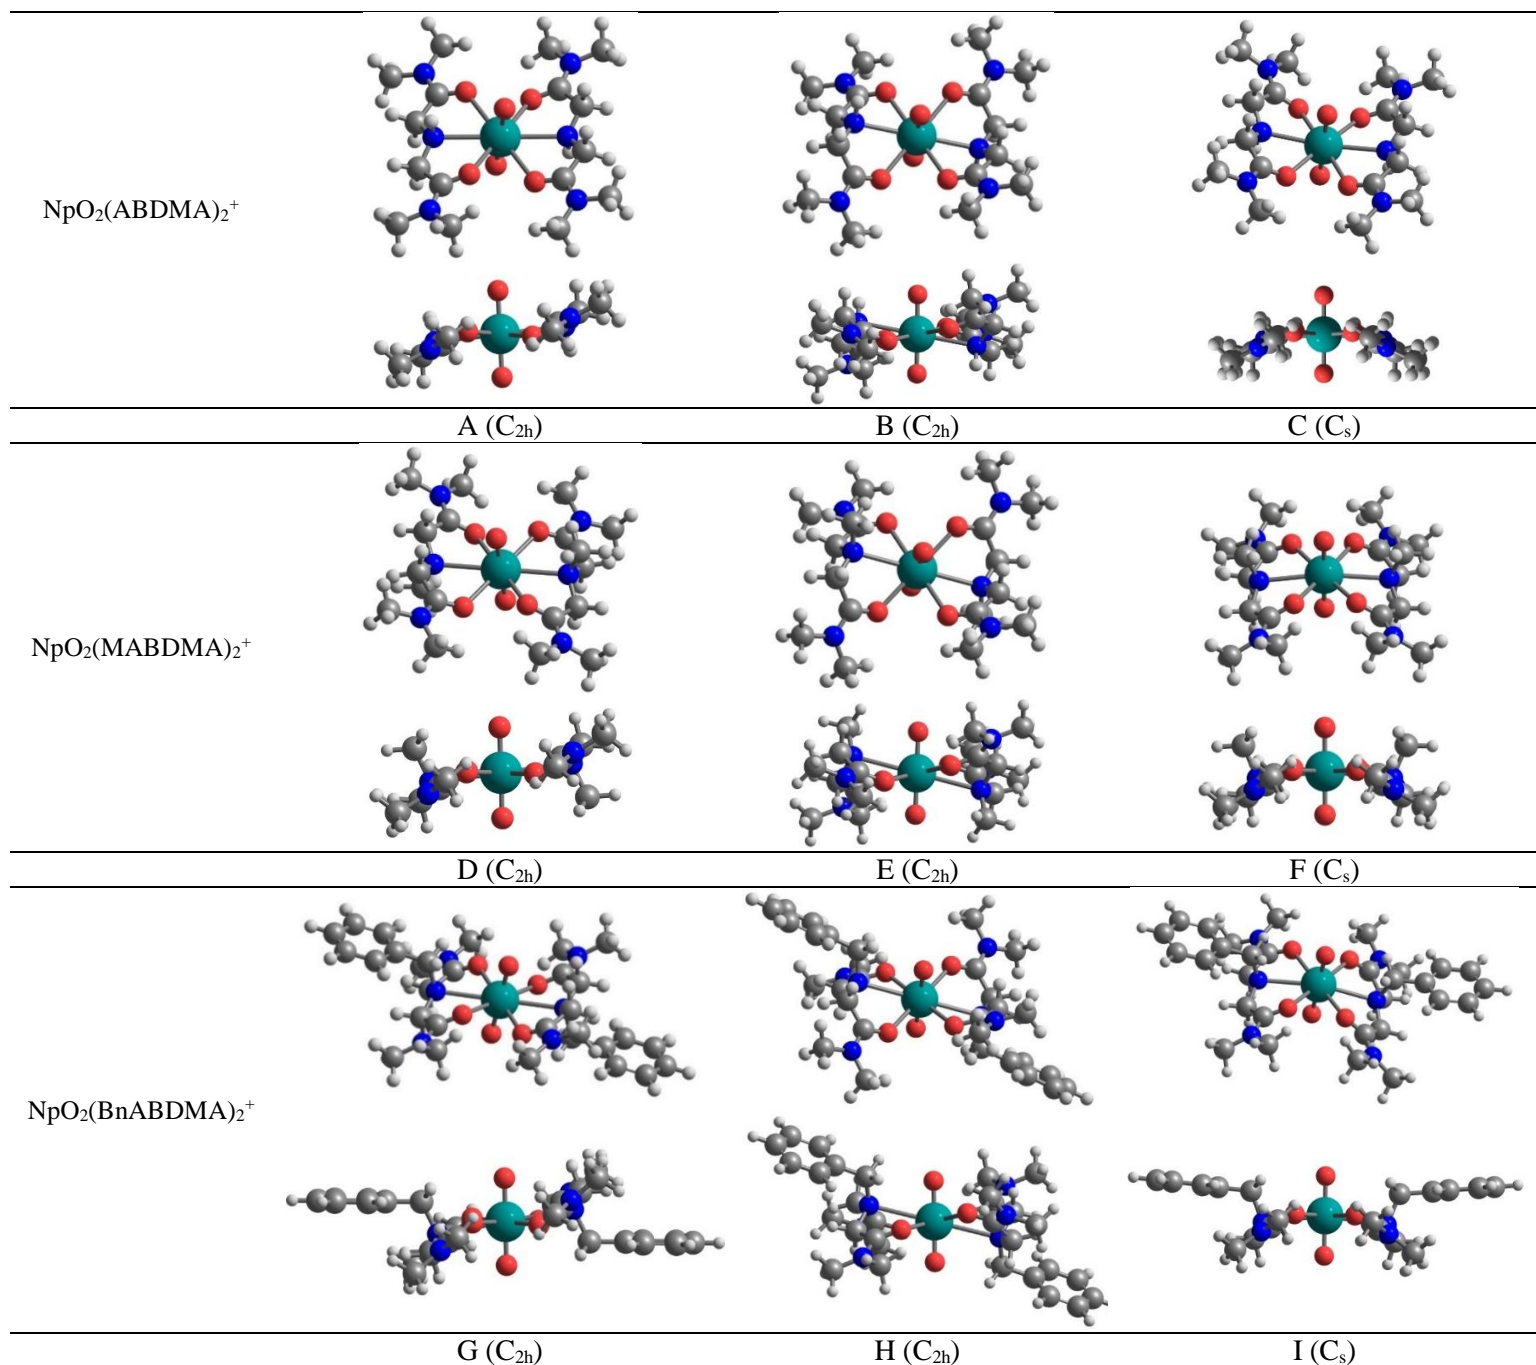 NpO₂(ABDMA)₂⁺
A (C₂ₕ) B (C₂ₕ) C (Cₛ)
NpO₂(MABDMA)₂⁺
D (C₂ₕ) E (C₂ₕ) F (Cₛ)
NpO₂(BnABDMA)₂⁺
G (C₂ₕ) H (C₂ₕ) I (Cₛ)